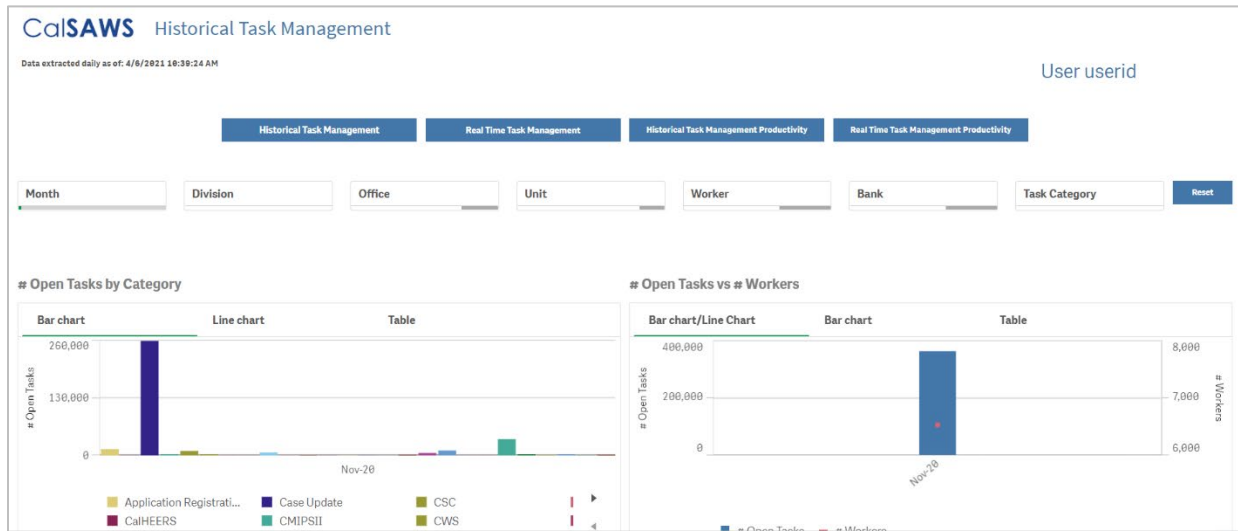 CalSAWS Historical Task Management
Data extracted daily as of: 4/6/2021 10:39:24 AM
User userid
Historical Task Management Real Time Task Management Historical Task Management Productivity Real Time Task Management Productivity
Month Division Office Unit Worker Bank Task Category Reset
# Open Tasks by Category
Bar chart Line chart Table
260,000
130,000
0
# Open Tasks
Nov-20
Application Registrati... Case Update CSC
CalHEERS CMIPSII CWS
# Open Tasks vs # Workers
Bar chart/Line Chart Bar chart Table
400,000
200,000
0
# Open Tasks
8,000
7,000
6,000
# Workers
Nov-20
# Open Tasks # Workers